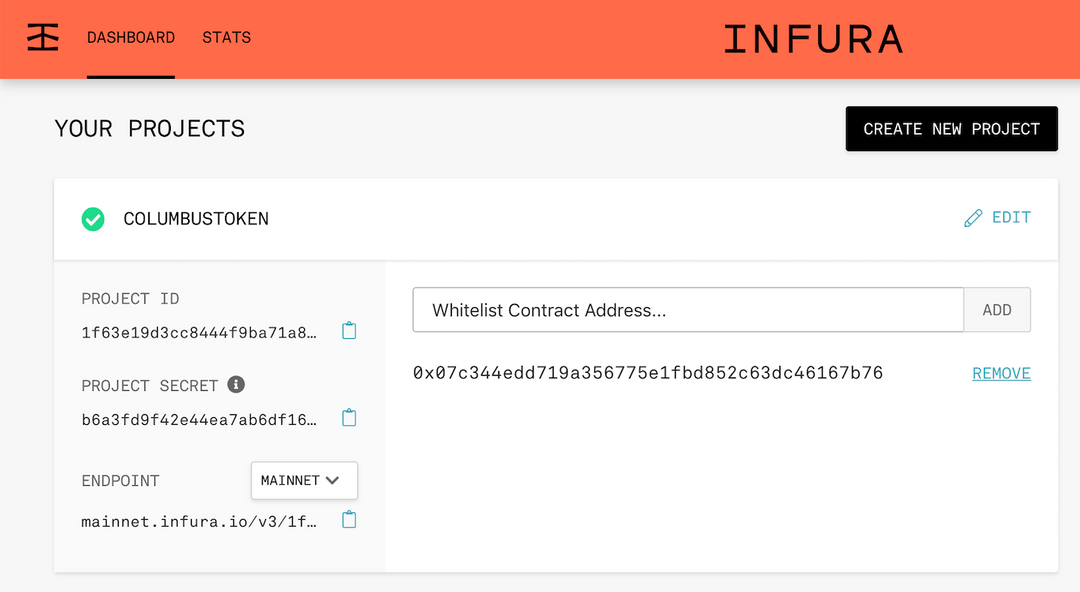 DASHBOARD STATS INFURA
YOUR PROJECTS
CREATE NEW PROJECT
COLUMBUSTOKEN
EDIT
PROJECT ID
1f63e19d3cc8444f9ba71a8…
PROJECT SECRET
b6a3fd9f42e44ea7ab6df16…
ENDPOINT
MAINNET
mainnet.infura.io/v3/1f…
Whitelist Contract Address...
ADD
0x07c344edd719a356775e1fbd852c63dc46167b76
REMOVE